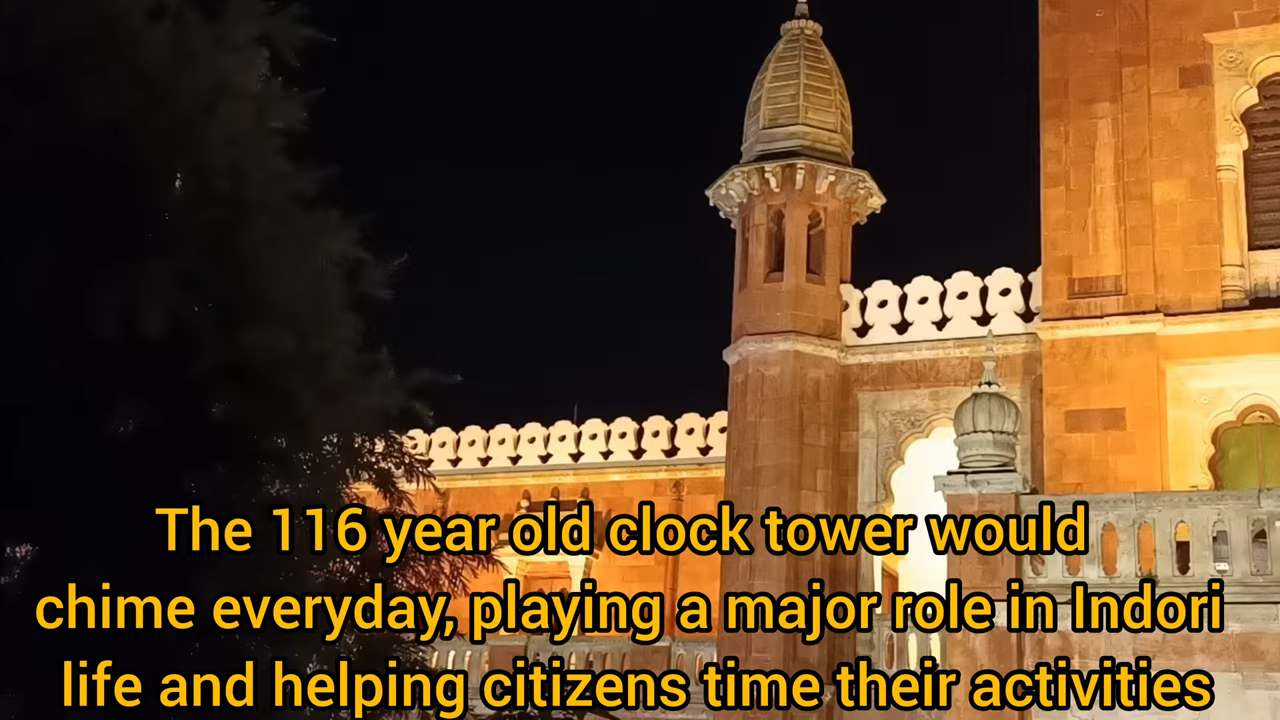 The 116 year old clock tower would
chime everyday, playing a major role in Indori
life and helping citizens time their activities